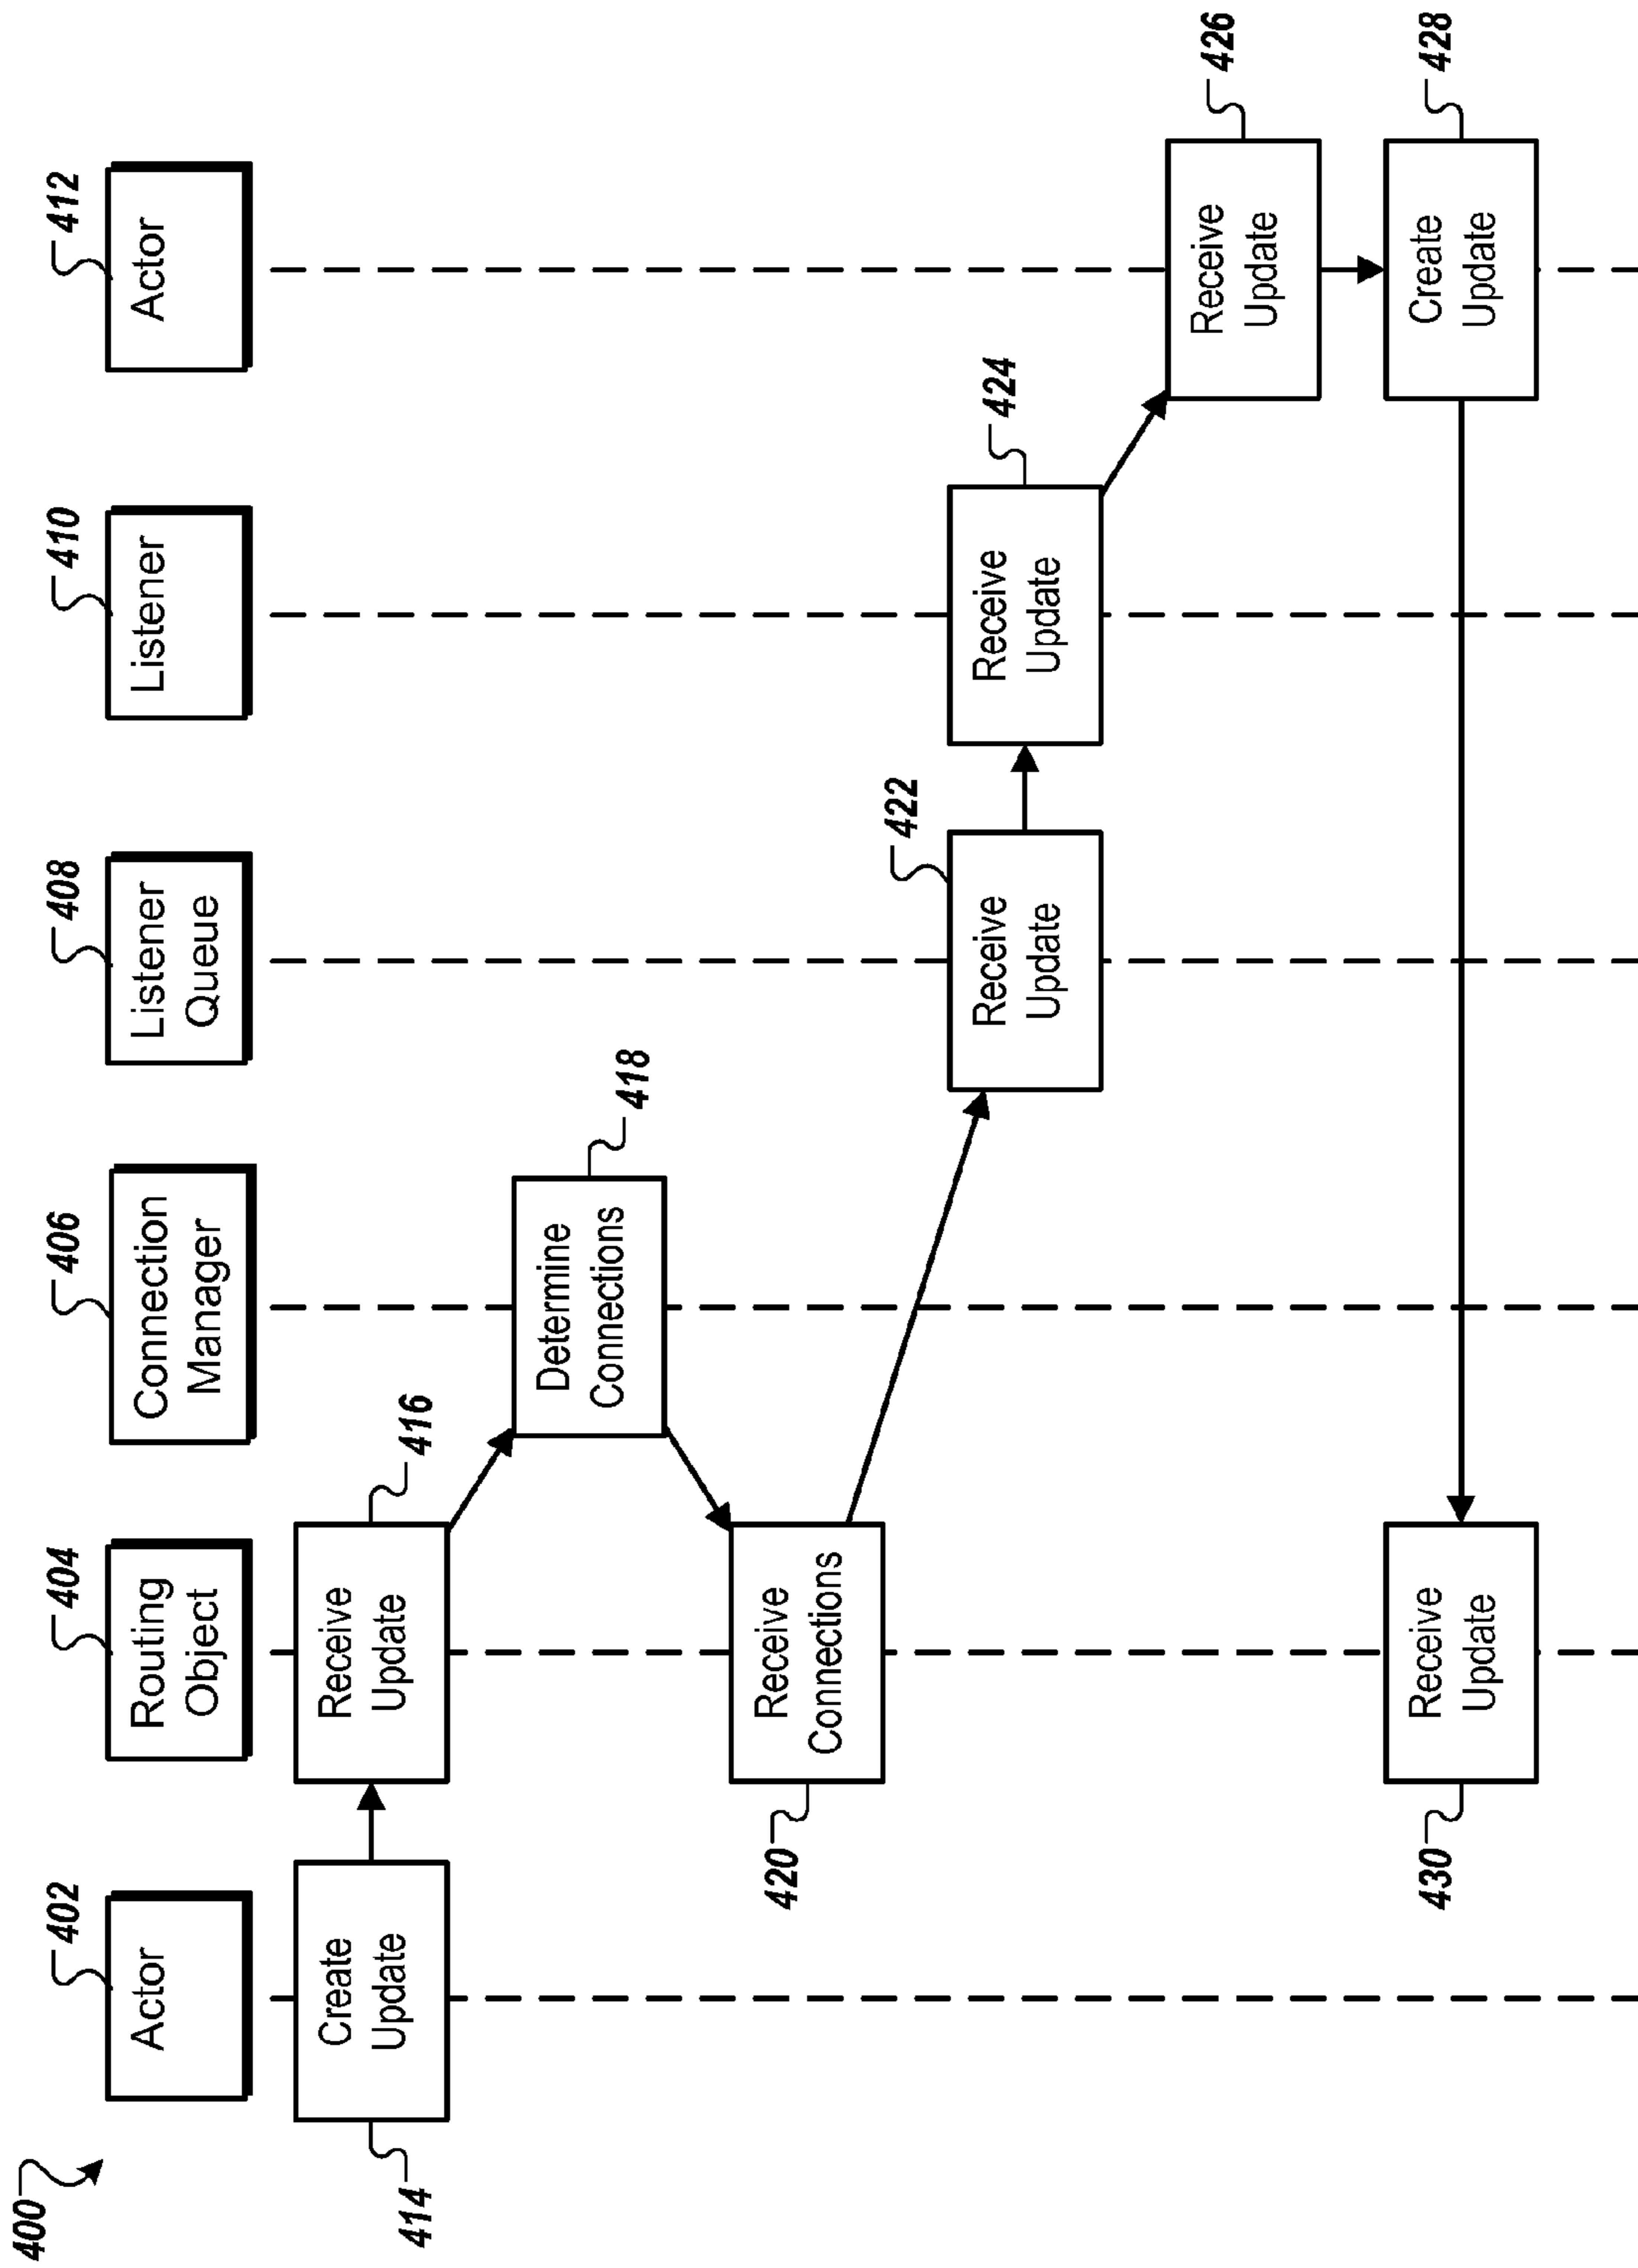 400
402
404
406
408
410
412
Actor
Routing
Object
Connection
Manager
Listener
Queue
Listener
Actor
414
Create
Update
Receive
Update
416
Determine
Connections
418
420
Receive
Connections
Receive
Update
422
Receive
Update
424
Receive
Update
426
430
Receive
Update
Create
Update
428